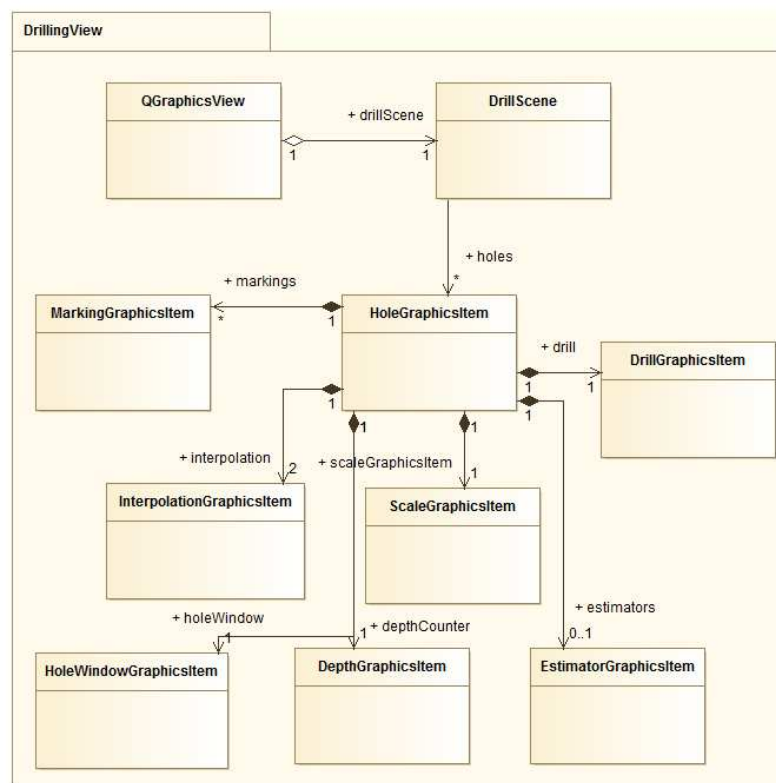 DrillingView
QGraphicsView
DrillScene
+ drillScene
1
1
+ holes
*
+ markings
MarkingGraphicsItem
*
1
HoleGraphicsItem
+ drill
1
1
DrillGraphicsItem
1
1
1
1
+ interpolation
2
+ scaleGraphicsItem
1
InterpolationGraphicsItem
ScaleGraphicsItem
+ estimators
0..1
+ holeWindow
1
1
+ depthCounter
HoleWindowGraphicsItem
DepthGraphicsItem
EstimatorGraphicsItem